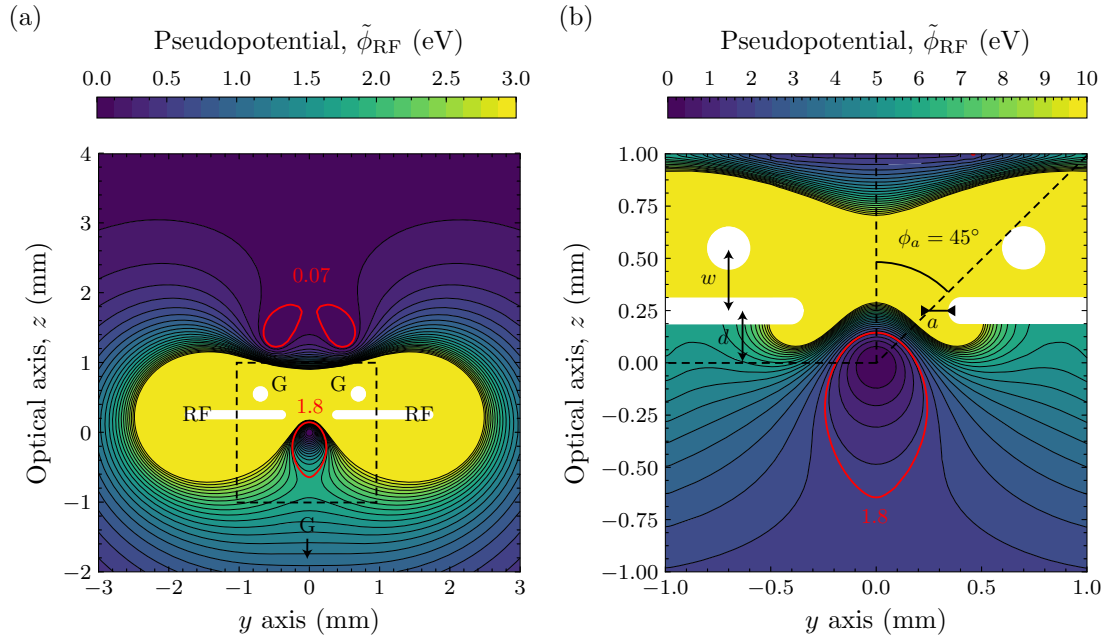 (a)
Pseudopotential, ϕ̃RF (eV)
0.0 0.5 1.0 1.5 2.0 2.5 3.0
4
3
2
1
0
−1
−2
Optical axis, z (mm)
0.07
G G
1.8
RF RF
G
−3 −2 −1 0 1 2 3
y axis (mm)
(b)
Pseudopotential, ϕ̃RF (eV)
0 1 2 3 4 5 6 7 8 9 10
1.00
0.75
0.50
0.25
0.00
−0.25
−0.50
−0.75
−1.00
Optical axis, z (mm)
ϕa = 45°
w
a
d
1.8
−1.0 −0.5 0.0 0.5 1.0
y axis (mm)